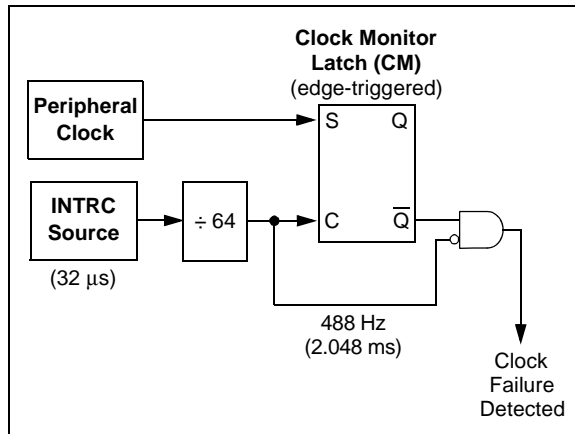 Clock Monitor
Latch (CM)
(edge-triggered)
Peripheral
Clock
S
Q
INTRC
Source
÷ 64
C
Q̅
(32 μs)
488 Hz
(2.048 ms)
Clock
Failure
Detected